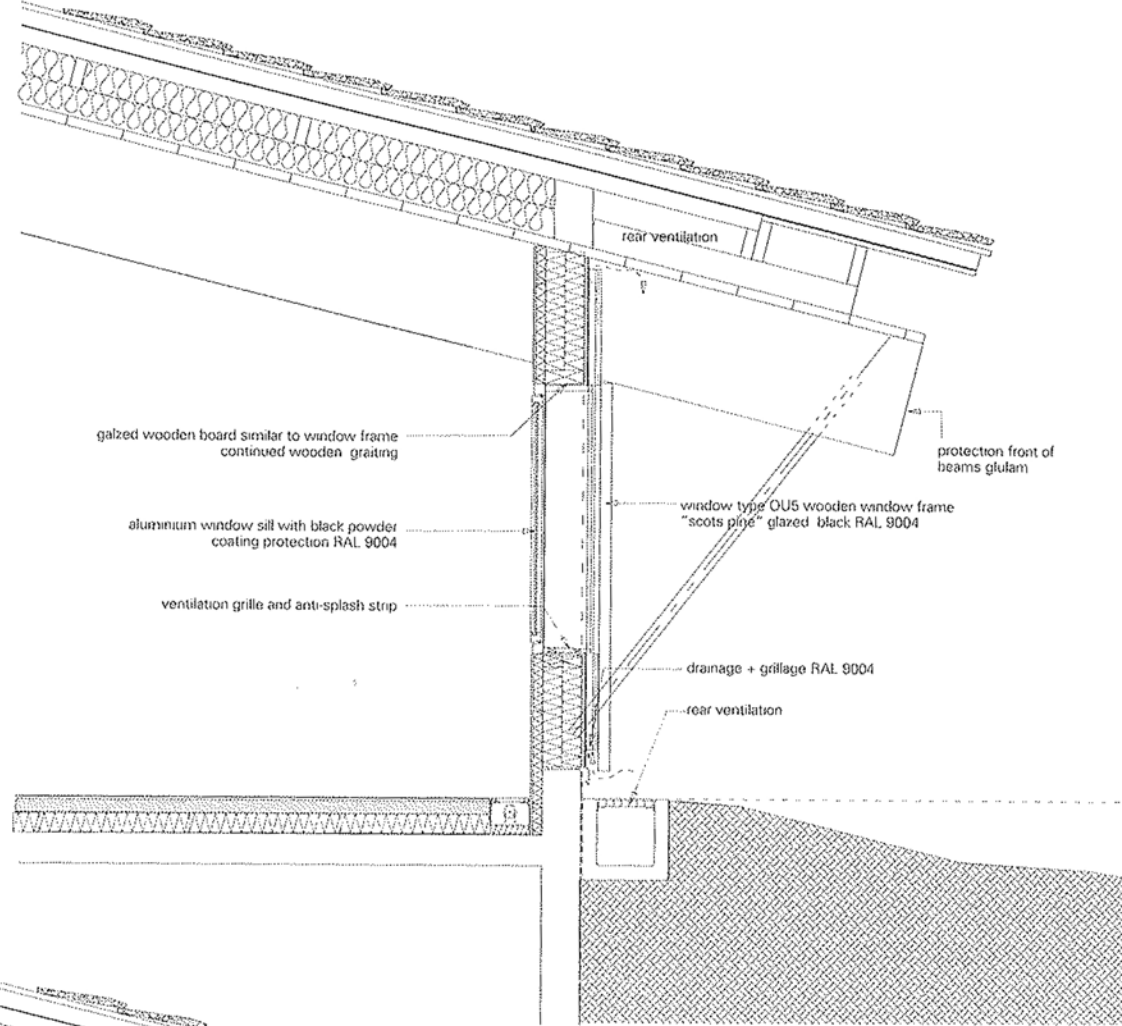 rear ventilation
galzed wooden board similar to window frame
continued wooden graiting
protection front of
beams glulam
window type OU5 wooden window frame
"scots pine" glazed black RAL 9004
aluminium window sill with black powder
coating protection RAL 9004
ventilation grille and anti-splash strip
drainage + grillage RAL 9004
rear ventilation